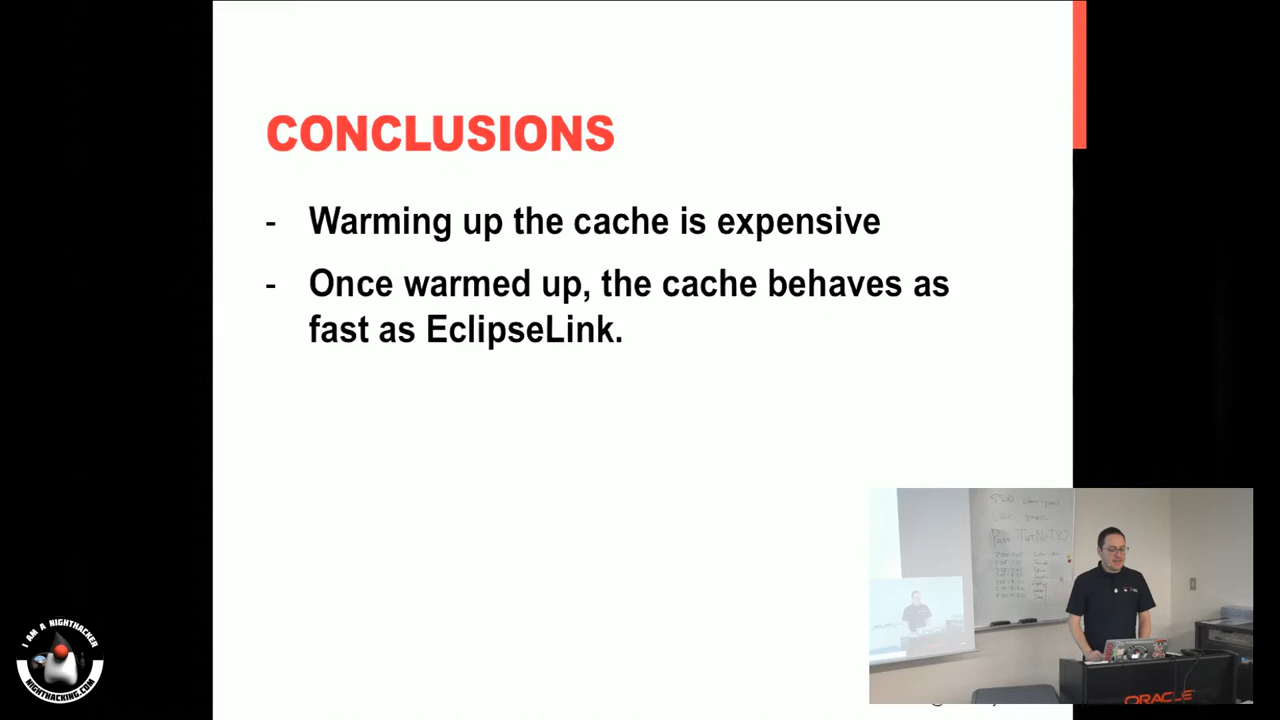 CONCLUSIONS
- Warming up the cache is expensive
- Once warmed up, the cache behaves as
fast as EclipseLink.
I AM A NIGHTHACKER
NIGHTHACKING.COM
ORACLE